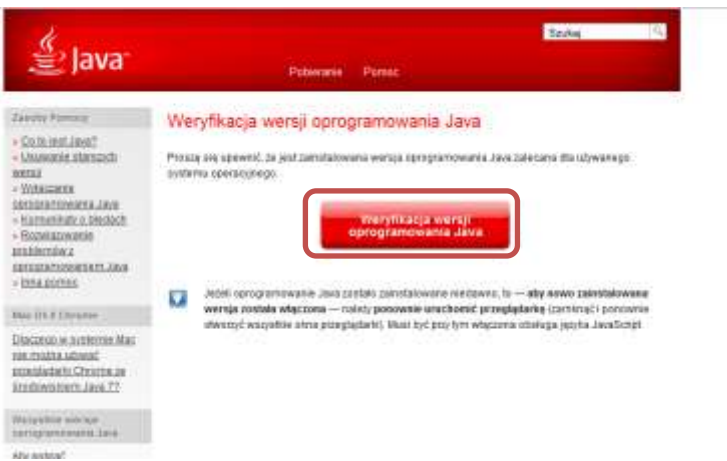 Szukaj
Java
Pobieranie Pomoc
Zasoby Pomocy
» Co to jest Java?
» Usuwanie starszych
wersji
» Włączanie
oprogramowania Java
» Komunikaty o błędach
» Rozwiązywanie
problemów z
oprogramowaniem Java
» Inna pomoc
Mac OS X Chrome
Dlaczego w systemie Mac
nie można używać
przeglądarki Chrome ze
środowiskiem Java 7?
Wszystkie wersje
oprogramowania Java
Aby pobrać
Weryfikacja wersji oprogramowania Java
Proszę się upewnić, że jest zainstalowana wersja oprogramowania Java zalecana dla używanego
systemu operacyjnego.
Weryfikacja wersji
oprogramowania Java
Jeżeli oprogramowanie Java zostało zainstalowane niedawno, to — aby nowo zainstalowana
wersja została włączona — należy ponownie uruchomić przeglądarkę (zamknąć i ponownie
otworzyć wszystkie okna przeglądarki). Musi być przy tym włączona obsługa języka JavaScript.